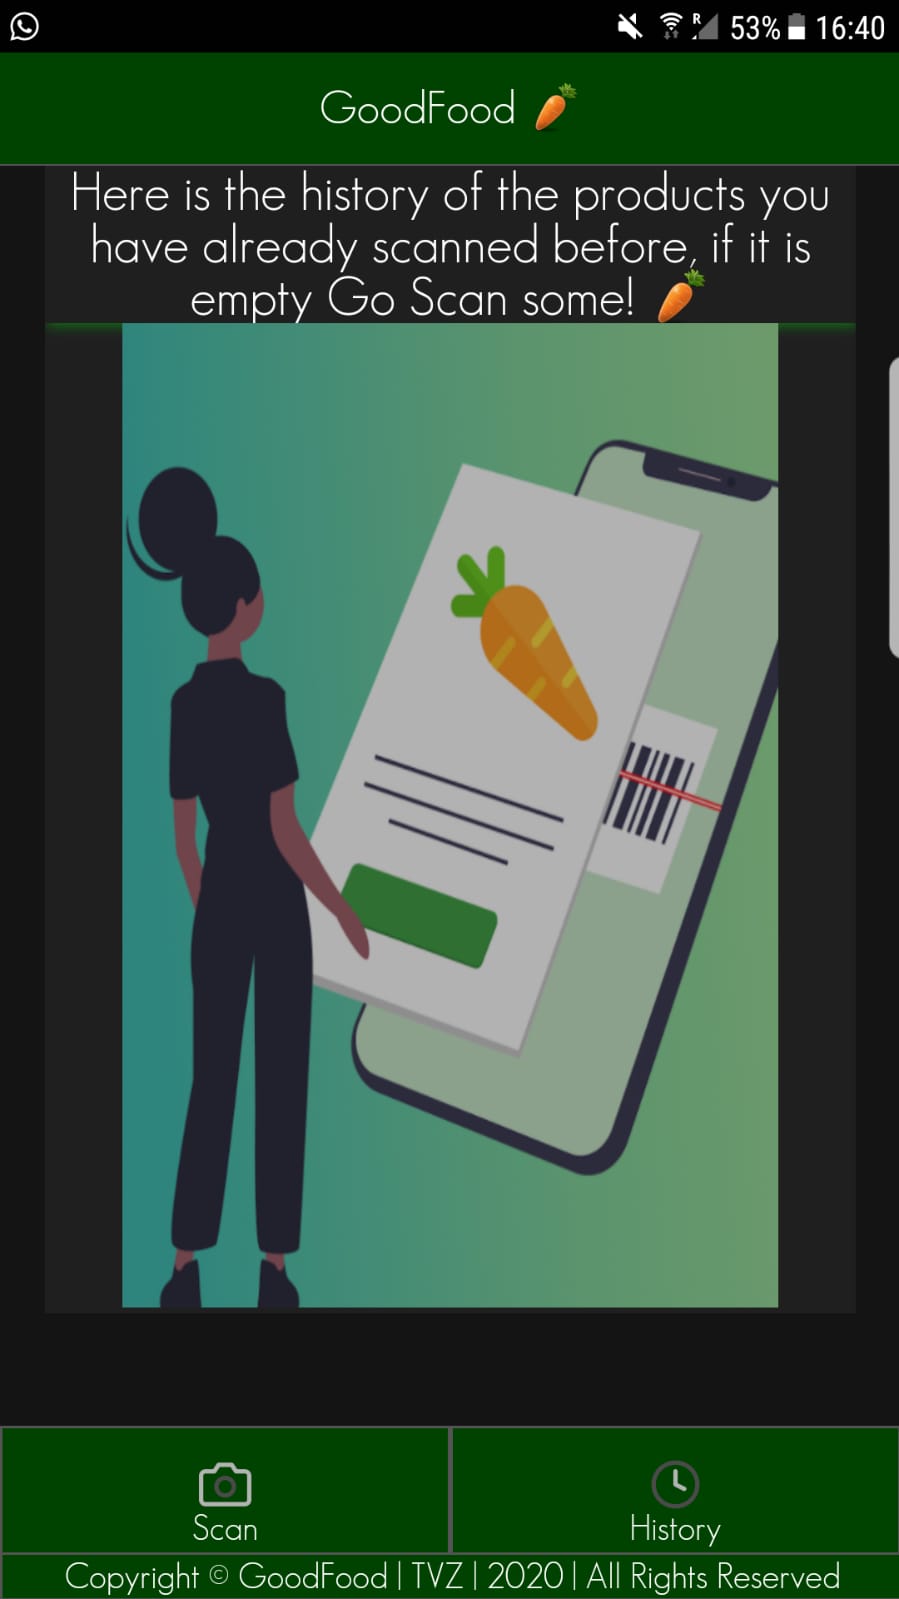 R 53% 16:40
GoodFood 🥕
Here is the history of the products you
have already scanned before, if it is
empty Go Scan some! 🥕
Scan
History
Copyright © GoodFood | TVZ | 2020 | All Rights Reserved